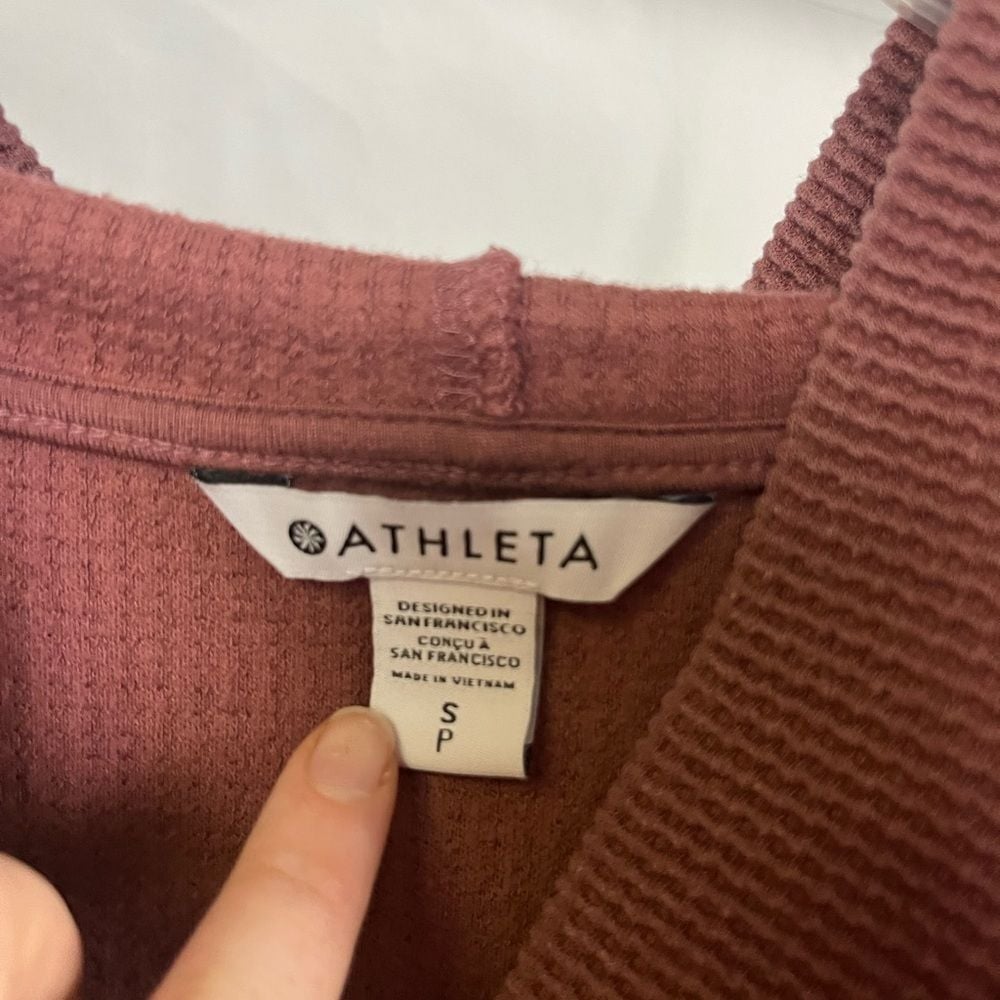 ATHLETA
DESIGNED IN
SAN FRANCISCO
CONÇU À
SAN FRANCISCO
MADE IN VIETNAM
S
P